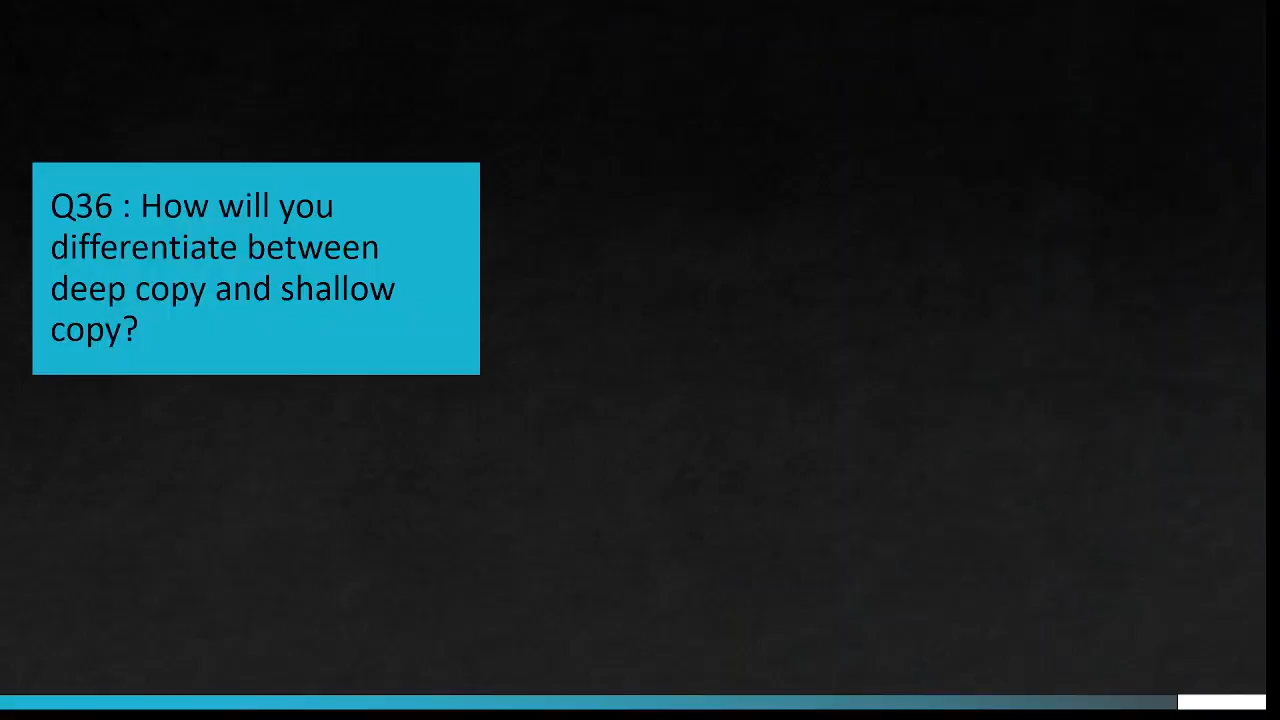 Q36 : How will you
differentiate between
deep copy and shallow
copy?